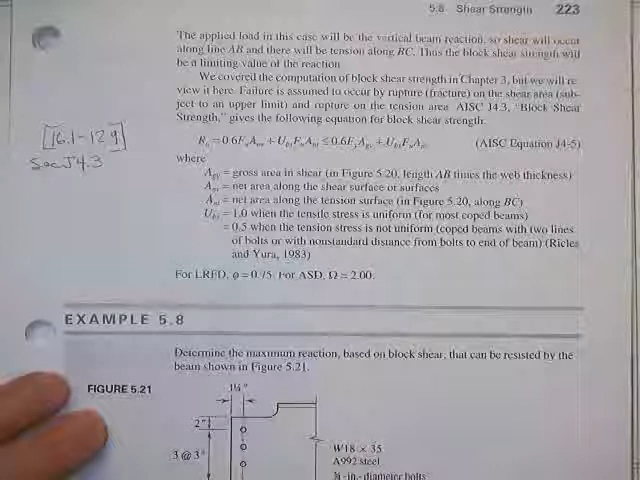 5.8 Shear Strength 223
The applied load in this case will be the vertical beam reaction, so shear will occur
along line AB and there will be tension along BC. Thus the block shear strength will
be a limiting value of the reaction.
We covered the computation of block shear strength in Chapter 3, but we will re-
view it here. Failure is assumed to occur by rupture (fracture) on the shear area (sub-
ject to an upper limit) and rupture on the tension area. AISC J4.3, "Block Shear
Strength," gives the following equation for block shear strength:
[16.1-129]
Sec J4.3
Rn = 0.6FuAnv + UbsFuAnt ≤ 0.6FyAgv + UbsFuAnt (AISC Equation J4-5)
where
Agv = gross area in shear (in Figure 5.20, length AB times the web thickness)
Anv = net area along the shear surface or surfaces
Ant = net area along the tension surface (in Figure 5.20, along BC)
Ubs = 1.0 when the tensile stress is uniform (for most coped beams)
= 0.5 when the tension stress is not uniform (coped beams with two lines
of bolts or with nonstandard distance from bolts to end of beam) (Ricles
and Yura, 1983)
For LRFD, φ = 0.75. For ASD, Ω = 2.00.
EXAMPLE 5.8
Determine the maximum reaction, based on block shear, that can be resisted by the
beam shown in Figure 5.21.
FIGURE 5.21
1¼"
2"
3 @ 3"
W18 × 35
A992 steel
¾-in.-diameter bolts